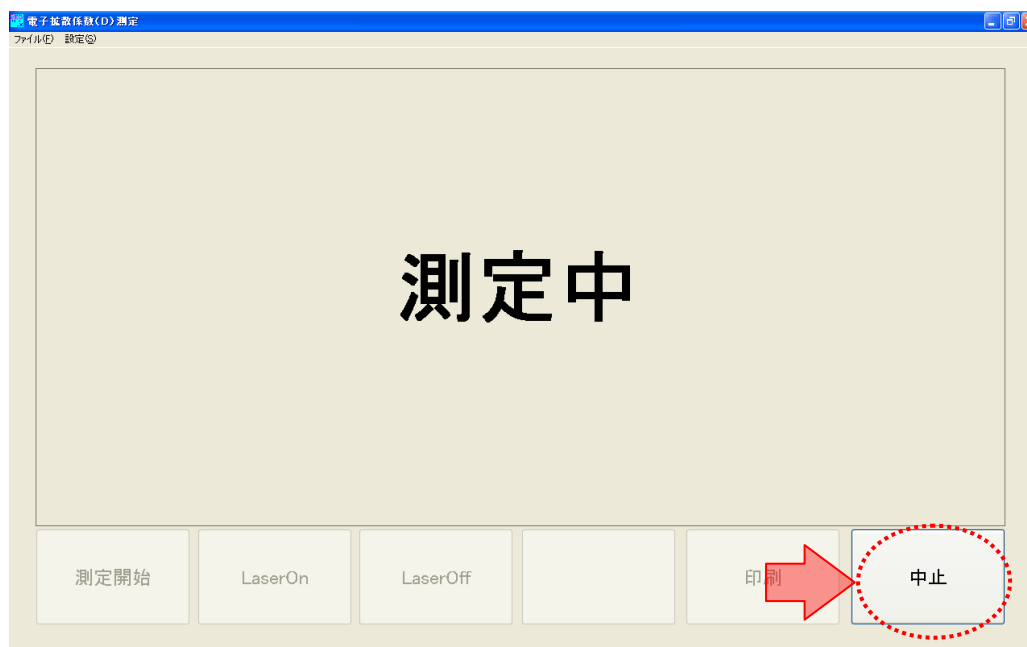 電子拡散係数(D)測定
ファイル(F) 設定(S)
測定中
測定開始
LaserOn
LaserOff
印刷
中止